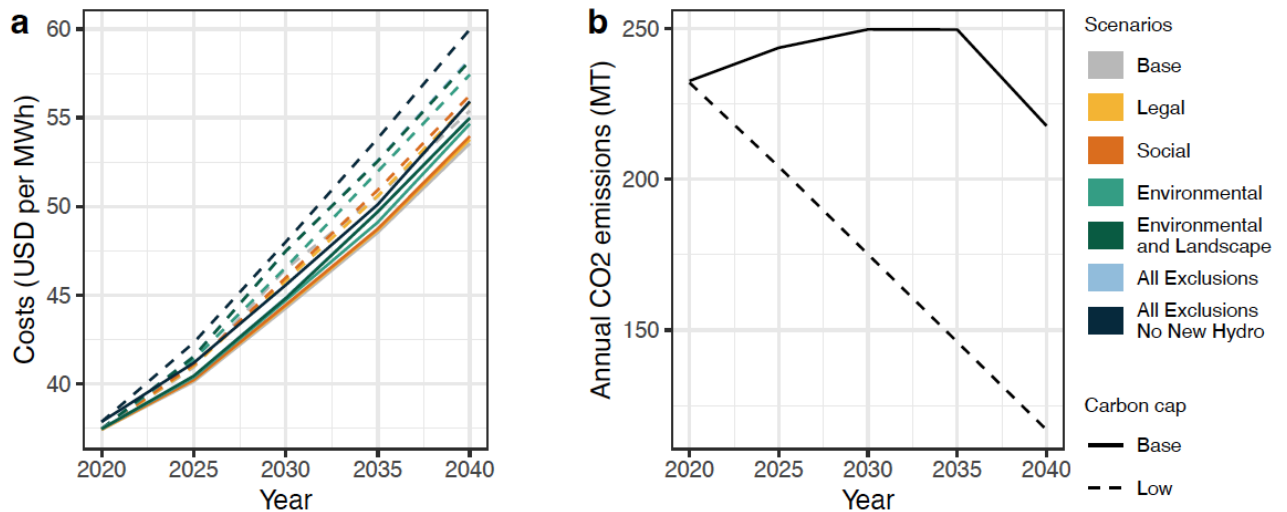 a
Costs (USD per MWh)
60
55
50
45
40
2020 2025 2030 2035 2040
Year
b
Annual CO2 emissions (MT)
250
200
150
2020 2025 2030 2035 2040
Year
Scenarios
Base
Legal
Social
Environmental
Environmental
and Landscape
All Exclusions
All Exclusions
No New Hydro
Carbon cap
Base
Low